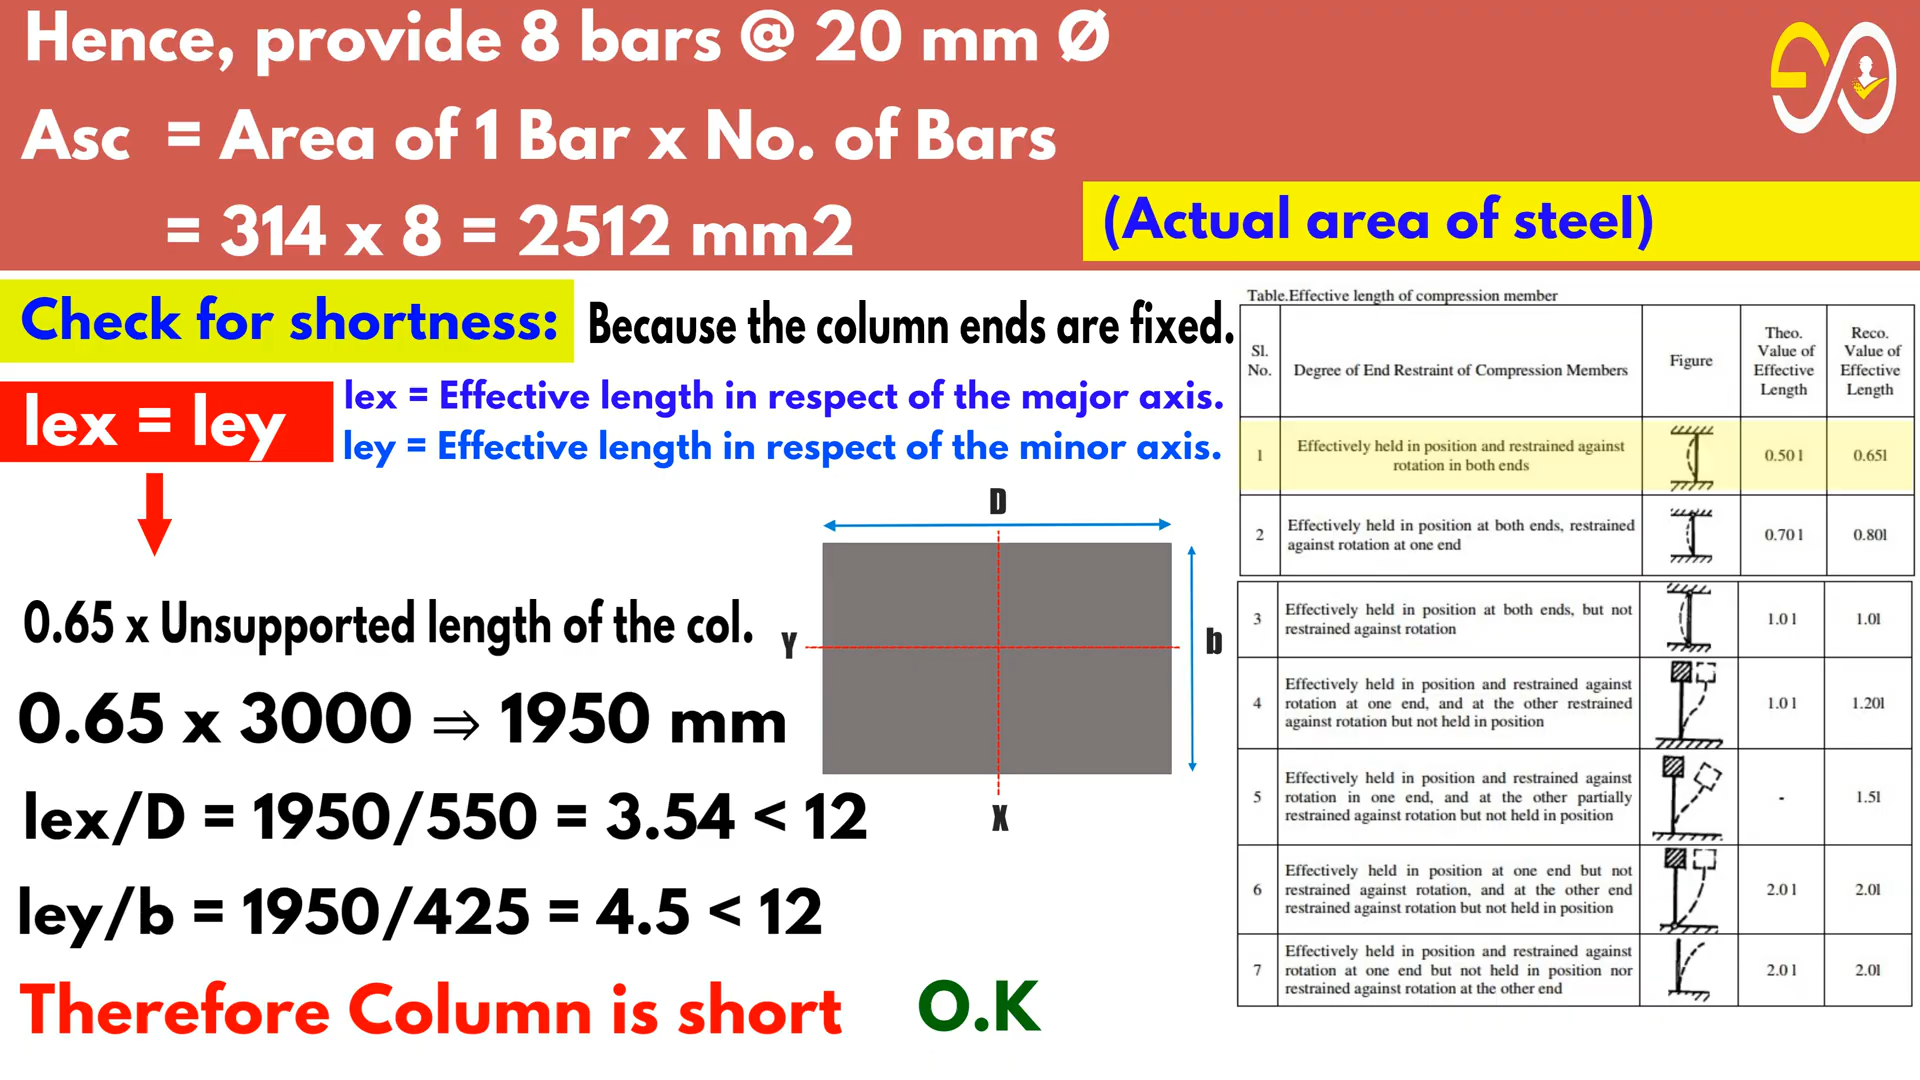 Hence, provide 8 bars @ 20 mm Ø
Asc = Area of 1 Bar x No. of Bars
= 314 x 8 = 2512 mm2
(Actual area of steel)
Check for shortness:
Because the column ends are fixed.
lex = ley
lex = Effective length in respect of the major axis.
ley = Effective length in respect of the minor axis.
0.65 x Unsupported length of the col.
0.65 x 3000 ⇒ 1950 mm
lex/D = 1950/550 = 3.54 < 12
ley/b = 1950/425 = 4.5 < 12
Therefore Column is short
O.K
D
Y
b
X
Table.Effective length of compression member
Sl.
No.
Degree of End Restraint of Compression Members
Figure
Theo.
Value of
Effective
Length
Reco.
Value of
Effective
Length
1
Effectively held in position and restrained against
rotation in both ends
0.50 l
0.65l
2
Effectively held in position at both ends, restrained
against rotation at one end
0.70 l
0.80l
3
Effectively held in position at both ends, but not
restrained against rotation
1.0 l
1.0l
4
Effectively held in position and restrained against
rotation at one end, and at the other restrained
against rotation but not held in position
1.0 l
1.20l
5
Effectively held in position and restrained against
rotation in one end, and at the other partially
restrained against rotation but not held in position
-
1.5l
6
Effectively held in position at one end but not
restrained against rotation, and at the other end
restrained against rotation but not held in position
2.0 l
2.0l
7
Effectively held in position and restrained against
rotation at one end but not held in position nor
restrained against rotation at the other end
2.0 l
2.0l